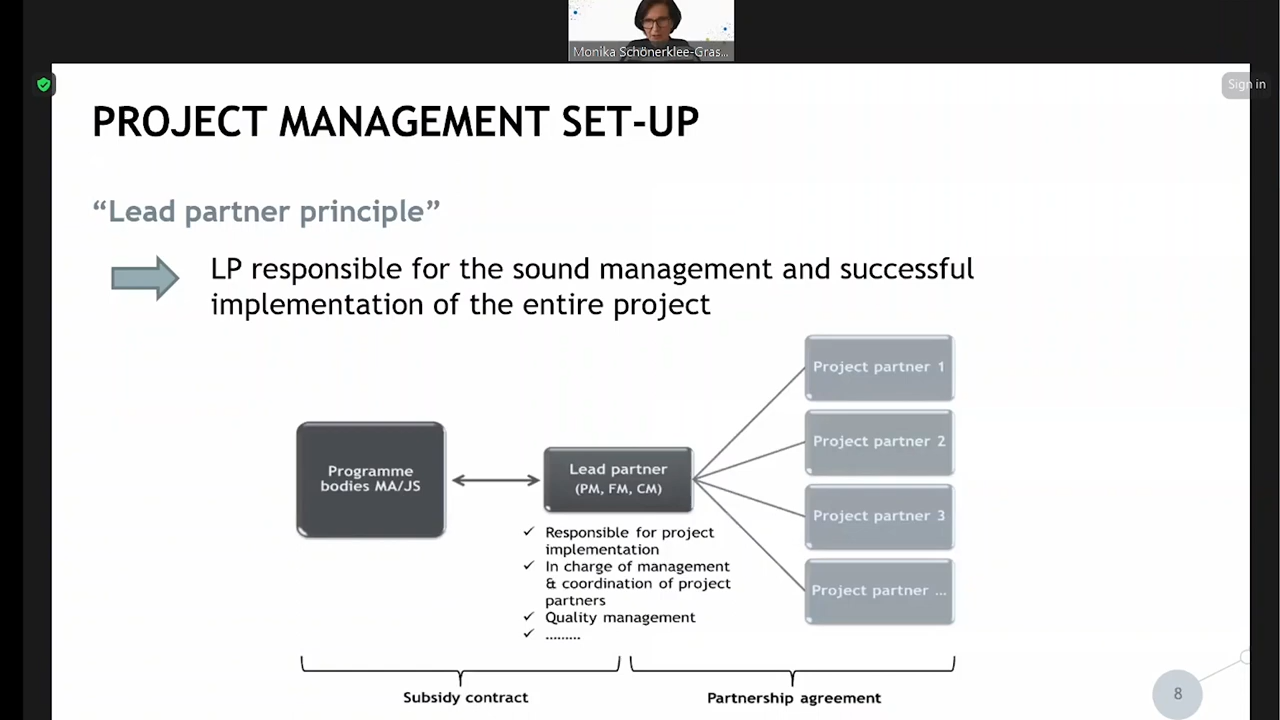 Monika Schönerklee-Gras...
Sign in
PROJECT MANAGEMENT SET-UP
“Lead partner principle”
LP responsible for the sound management and successful
implementation of the entire project
Programme
bodies MA/JS
Lead partner
(PM, FM, CM)
✓ Responsible for project
implementation
✓ In charge of management
& coordination of project
partners
✓ Quality management
✓ .........
Project partner 1
Project partner 2
Project partner 3
Project partner ...
Subsidy contract
Partnership agreement
8